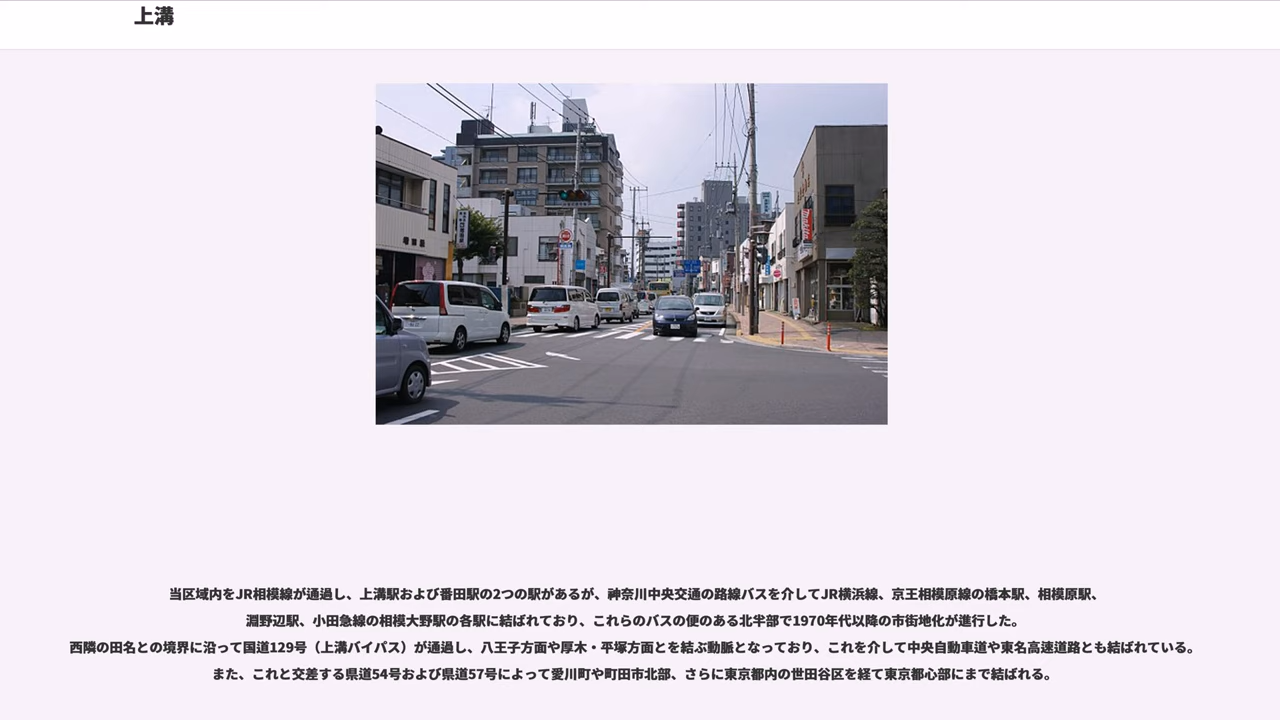 上溝
当区域内をJR相模線が通過し、上溝駅および番田駅の2つの駅があるが、神奈川中央交通の路線バスを介してJR横浜線、京王相模原線の橋本駅、相模原駅、
淵野辺駅、小田急線の相模大野駅の各駅に結ばれており、これらのバスの便のある北半部で1970年代以降の市街地化が進行した。
西隣の田名との境界に沿って国道129号（上溝バイパス）が通過し、八王子方面や厚木・平塚方面とを結ぶ動脈となっており、これを介して中央自動車道や東名高速道路とも結ばれている。
また、これと交差する県道54号および県道57号によって愛川町や町田市北部、さらに東京都内の世田谷区を経て東京都心部にまで結ばれる。